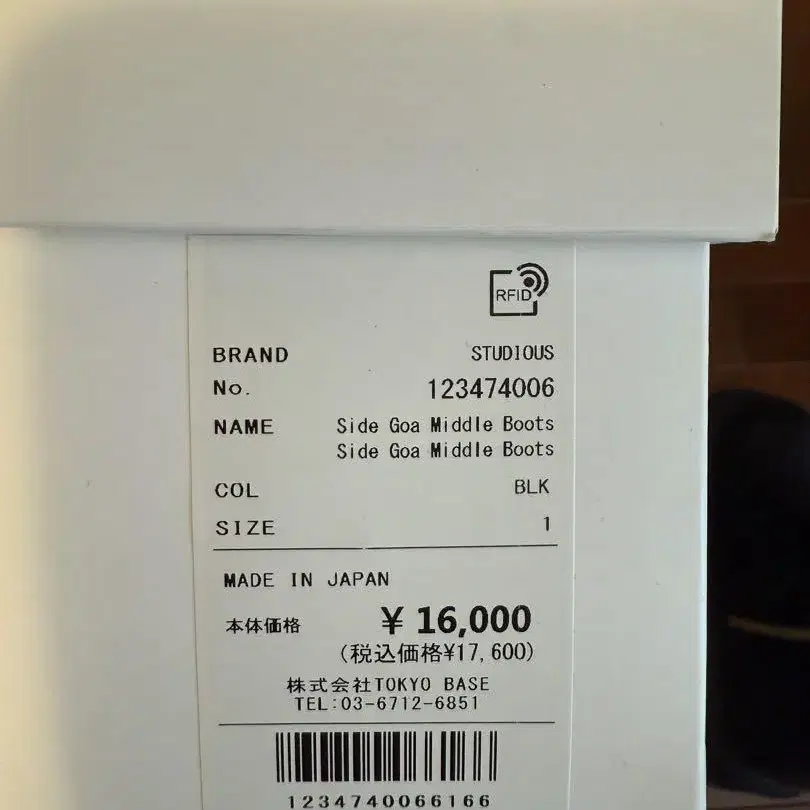 RFID
BRAND STUDIOUS
No. 123474006
NAME Side Goa Middle Boots
Side Goa Middle Boots
COL BLK
SIZE 1
MADE IN JAPAN
本体価格 ¥ 16,000
(税込価格¥17,600)
株式会社TOKYO BASE
TEL:03-6712-6851
1234740066166